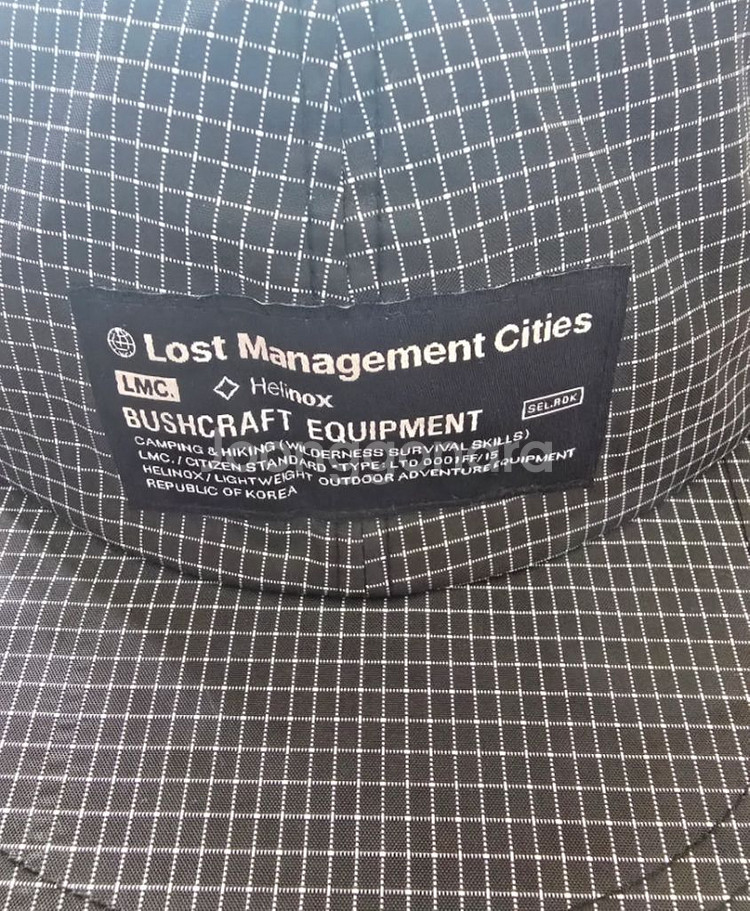 Lost Management Cities
LMC. Helinox
SEL.ROK
BUSHCRAFT EQUIPMENT
CAMPING & HIKING (WILDERNESS SURVIVAL SKILLS)
LMC. / CITIZEN STANDARD TYPE LTD 0001FF/15
HELINOX / LIGHTWEIGHT OUTDOOR ADVENTURE EQUIPMENT
REPUBLIC OF KOREA